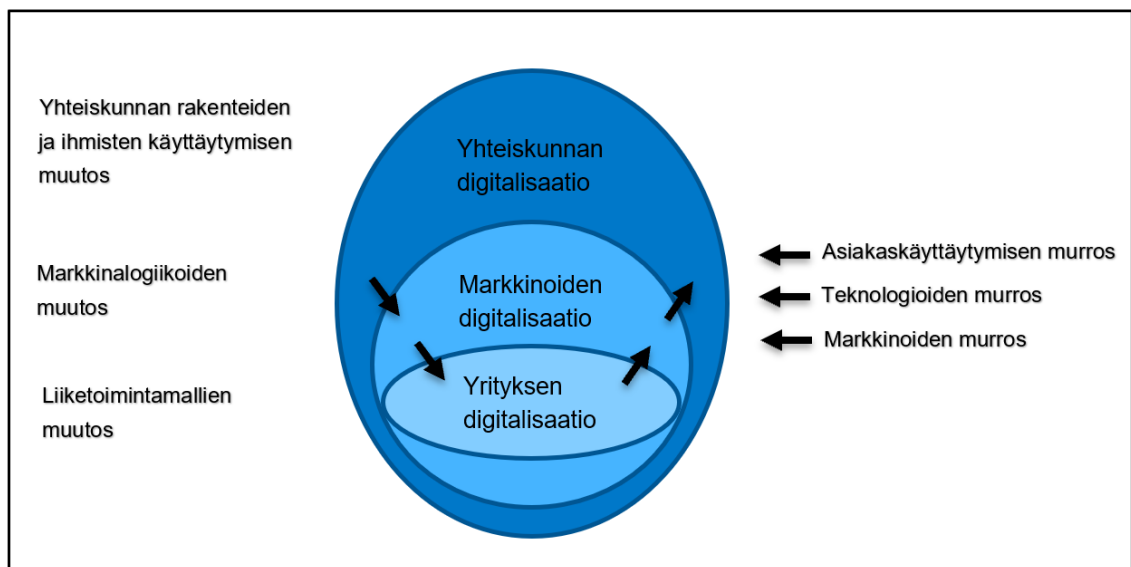 Yhteiskunnan rakenteiden
ja ihmisten käyttäytymisen
muutos
Yhteiskunnan
digitalisaatio
Markkinalogiikoiden
muutos
Markkinoiden
digitalisaatio
Asiakaskäyttäytymisen murros
Teknologioiden murros
Markkinoiden murros
Liiketoimintamallien
muutos
Yrityksen
digitalisaatio